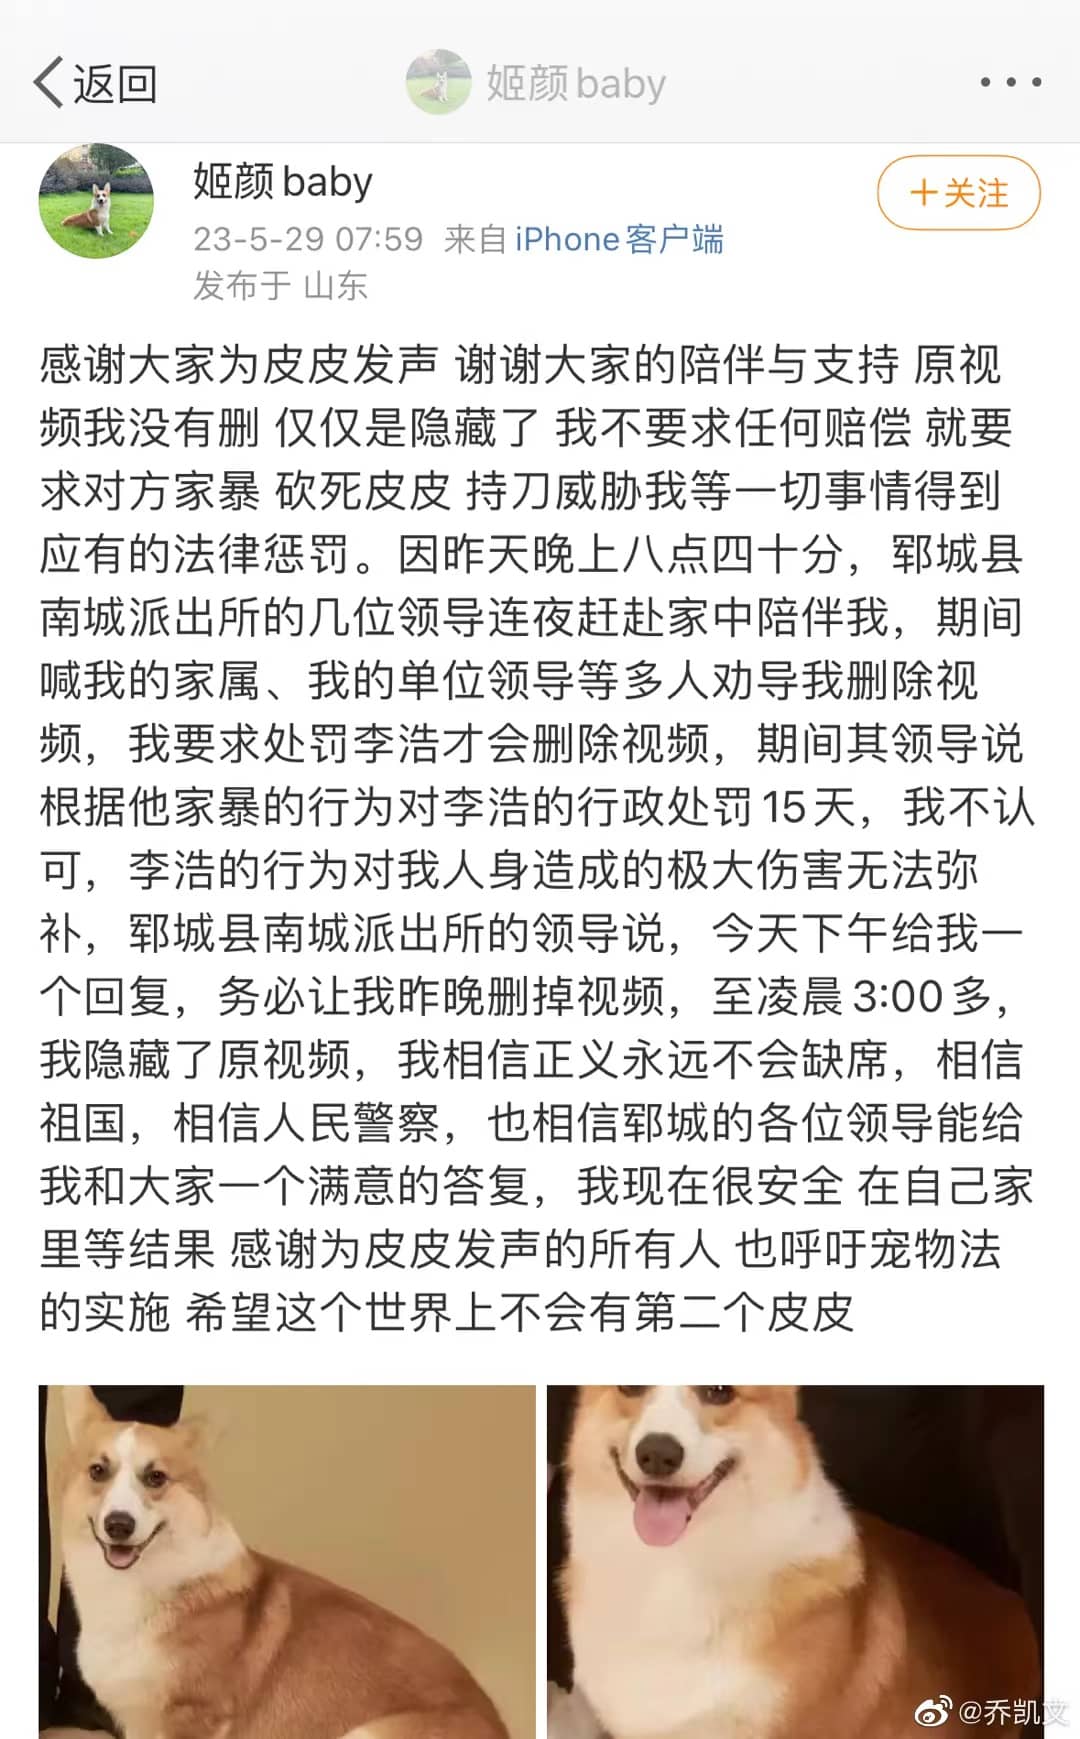 返回
姬颜baby
姬颜baby
＋关注
23-5-29 07:59 来自 iPhone客户端
发布于 山东
感谢大家为皮皮发声 谢谢大家的陪伴与支持 原视
频我没有删 仅仅是隐藏了 我不要求任何赔偿 就要
求对方家暴 砍死皮皮 持刀威胁我等一切事情得到
应有的法律惩罚。因昨天晚上八点四十分，郓城县
南城派出所的几位领导连夜赶赴家中陪伴我，期间
喊我的家属、我的单位领导等多人劝导我删除视
频，我要求处罚李浩才会删除视频，期间其领导说
根据他家暴的行为对李浩的行政处罚15天，我不认
可，李浩的行为对我人身造成的极大伤害无法弥
补，郓城县南城派出所的领导说，今天下午给我一
个回复，务必让我昨晚删掉视频，至凌晨3:00多，
我隐藏了原视频，我相信正义永远不会缺席，相信
祖国，相信人民警察，也相信郓城的各位领导能给
我和大家一个满意的答复，我现在很安全 在自己家
里等结果 感谢为皮皮发声的所有人 也呼吁宠物法
的实施 希望这个世界上不会有第二个皮皮
@乔凯文